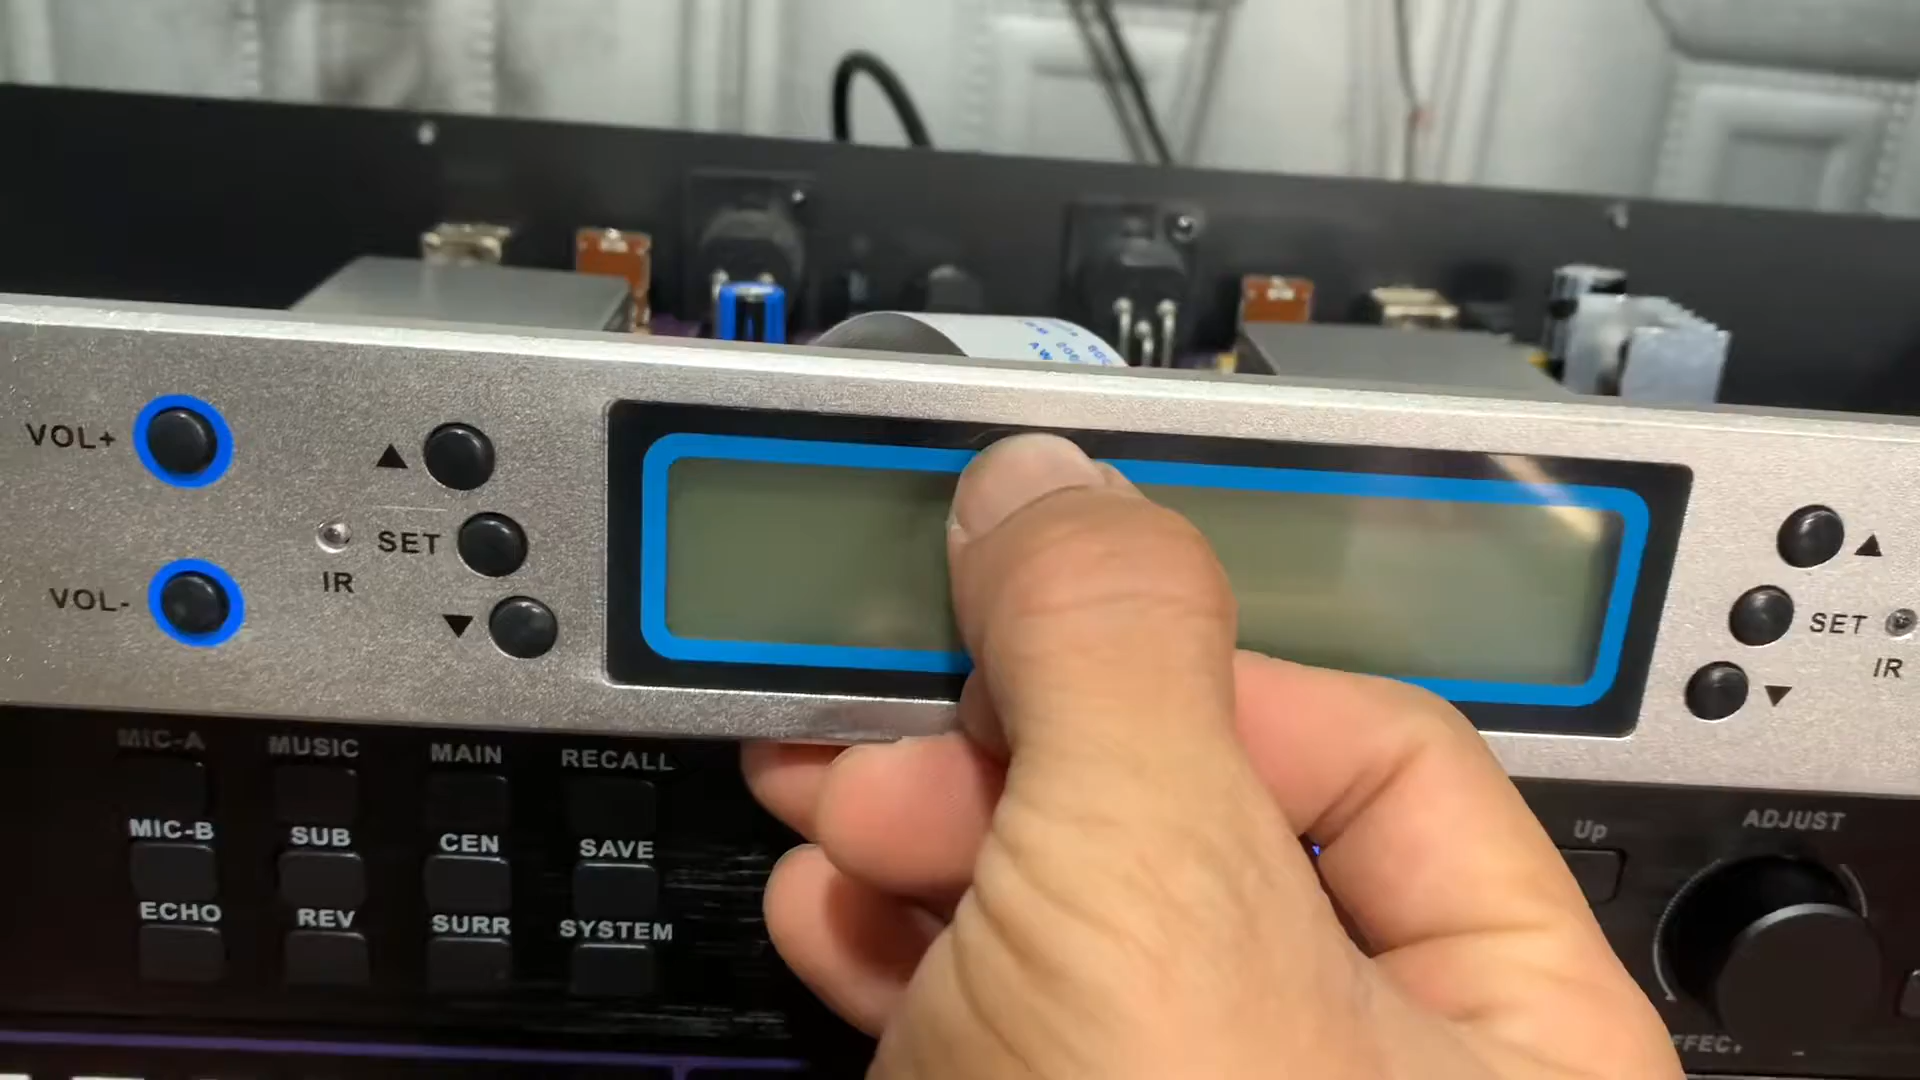 VOL+
▲
SET
IR
VOL-
▼
▲
SET
IR
▼
MIC-A MUSIC MAIN RECALL
MIC-B SUB CEN SAVE
ECHO REV SURR SYSTEM
Up
ADJUST
AW